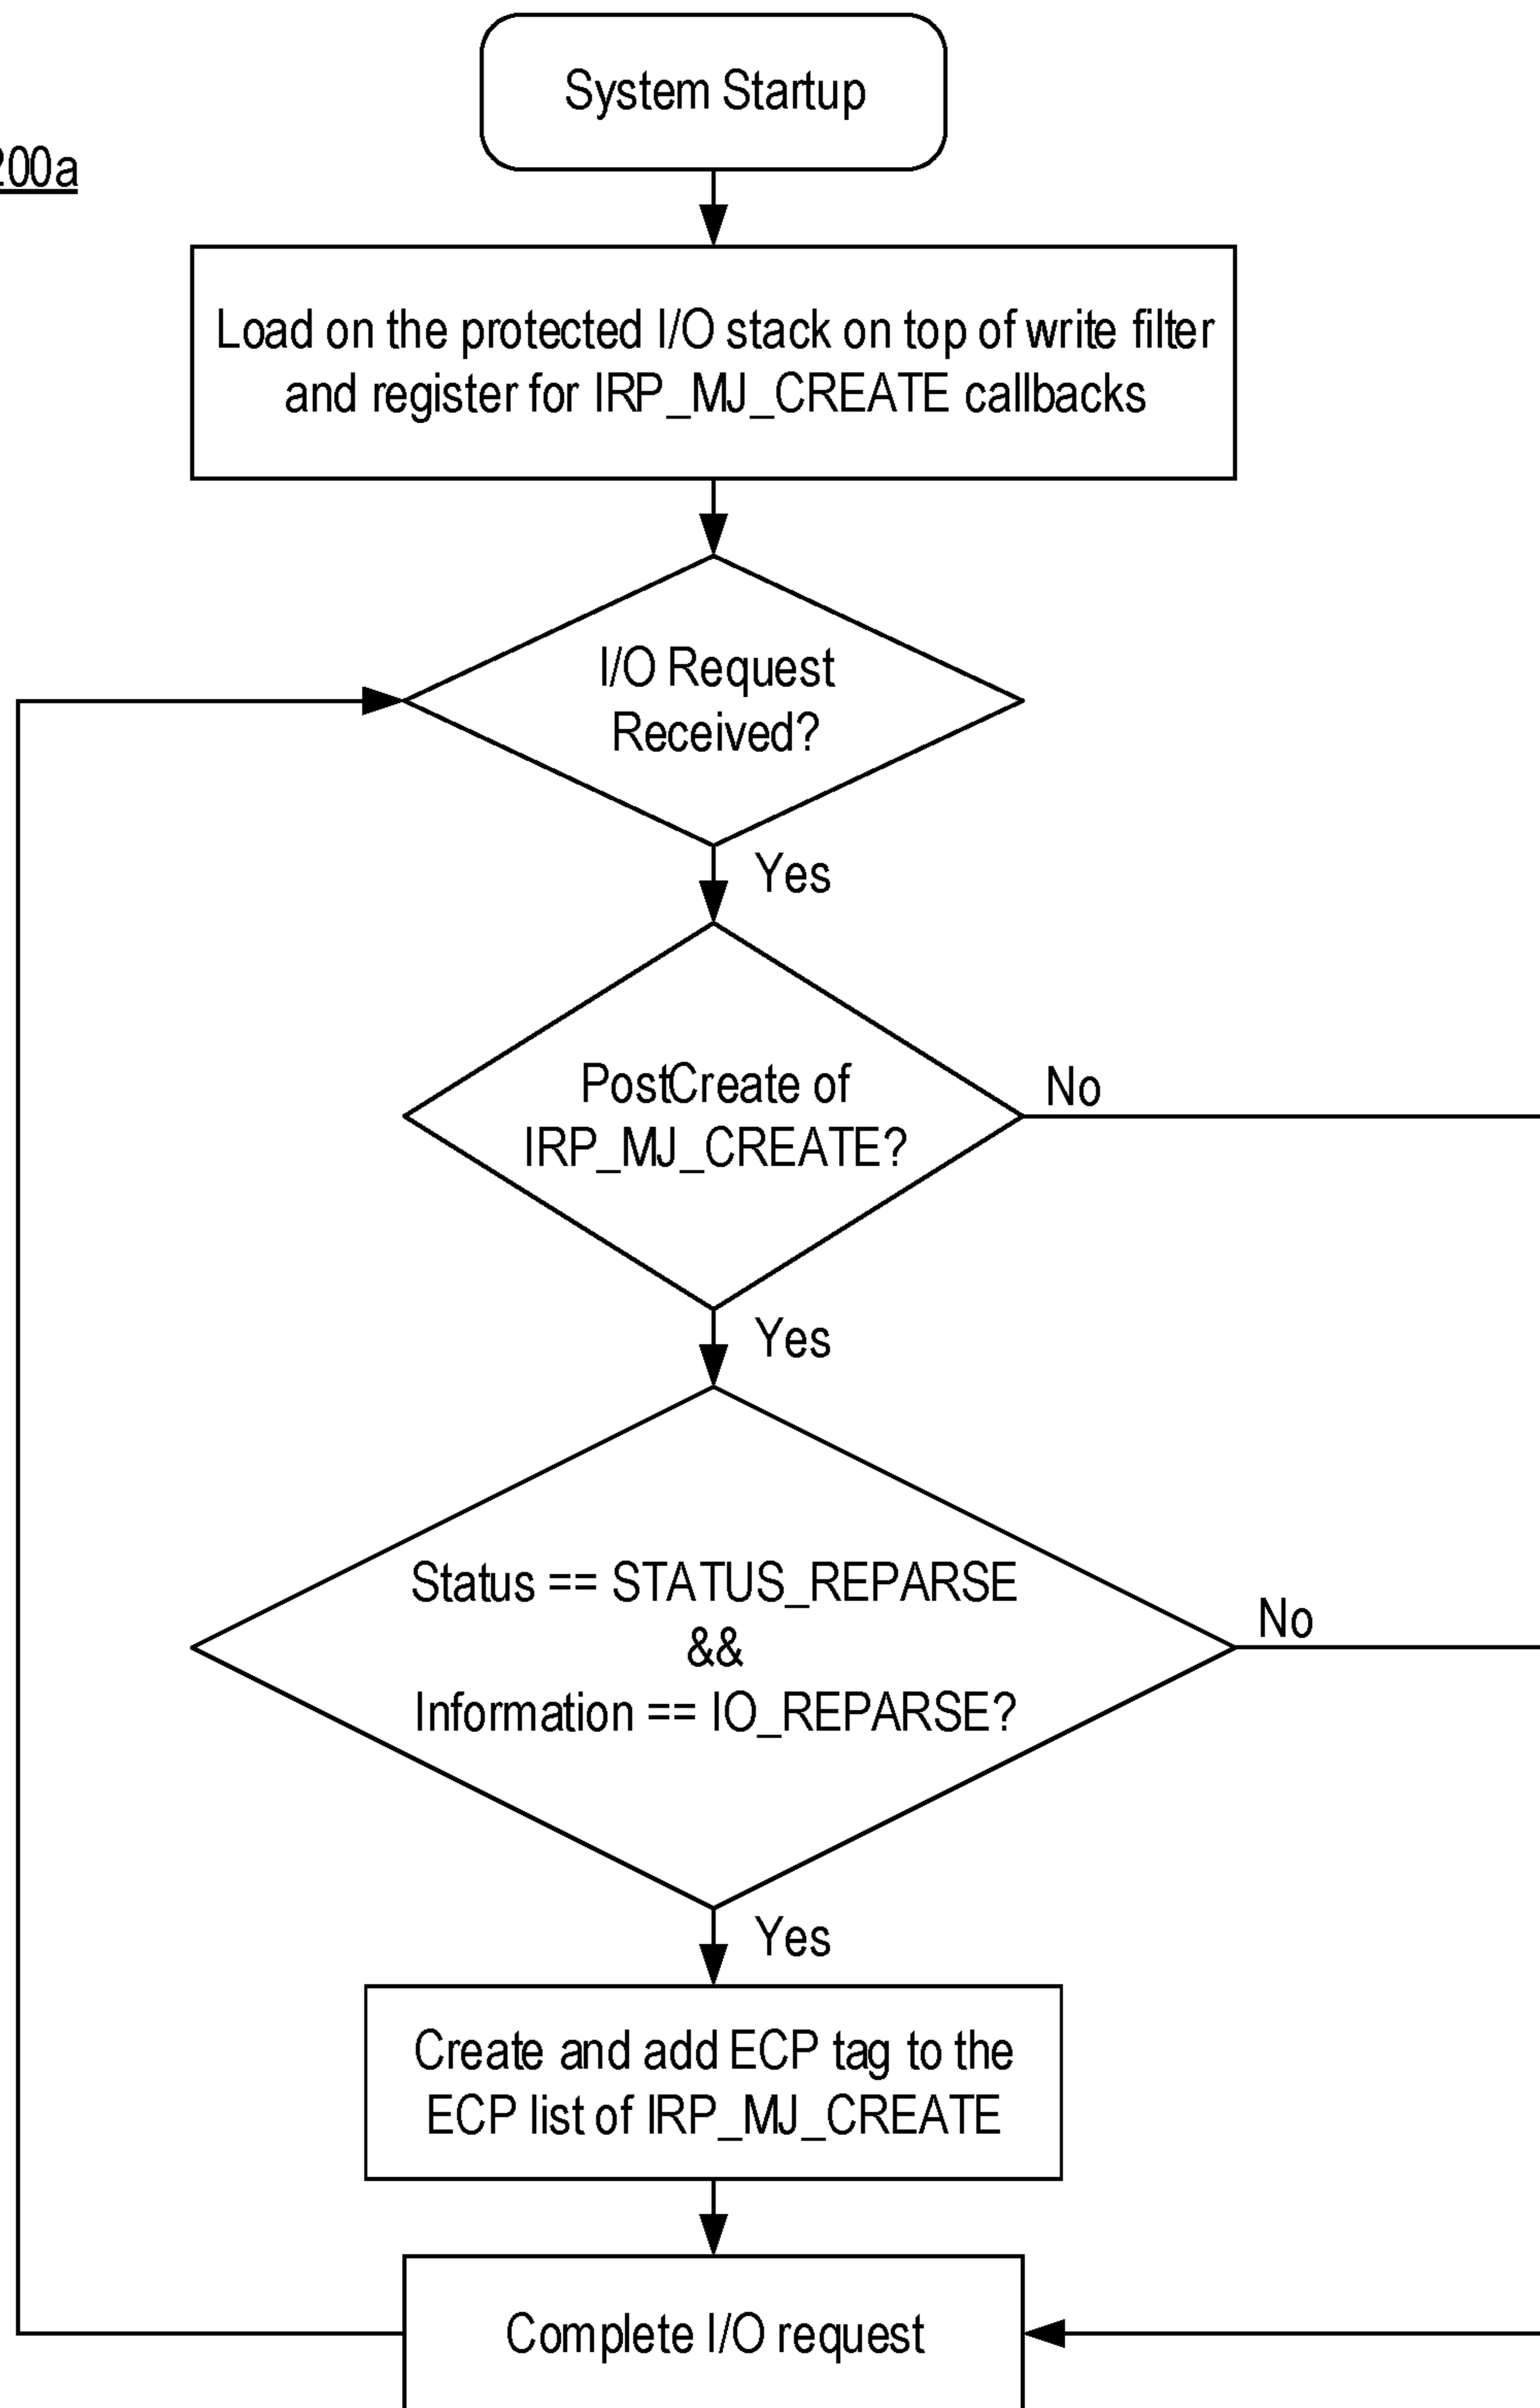 System Startup
200a
Load on the protected I/O stack on top of write filter
and register for IRP_MJ_CREATE callbacks
I/O Request
Received?
Yes
PostCreate of
IRP_MJ_CREATE?
No
Yes
Status == STATUS_REPARSE
&&
Information == IO_REPARSE?
No
Yes
Create and add ECP tag to the
ECP list of IRP_MJ_CREATE
Complete I/O request